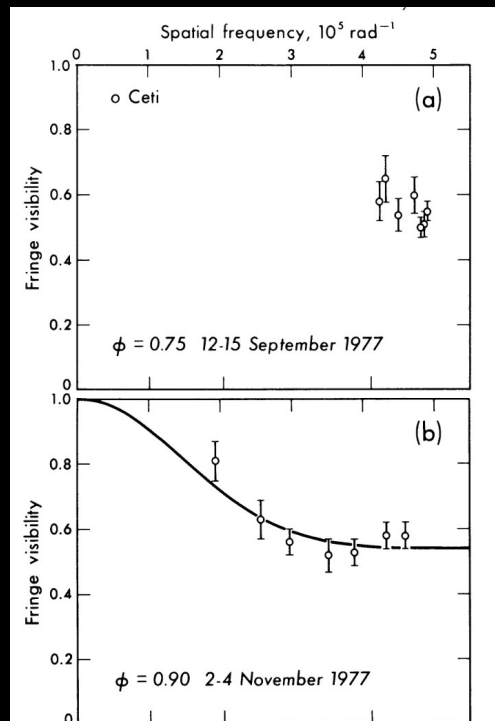 Spatial frequency, 10⁵ rad⁻¹
0 1 2 3 4 5
1.0
o Ceti
(a)
0.8
0.6
0.4
0.2
0
Fringe visibility
ϕ = 0.75 12-15 September 1977
1.0
(b)
0.8
0.6
0.4
0.2
0
Fringe visibility
ϕ = 0.90 2-4 November 1977